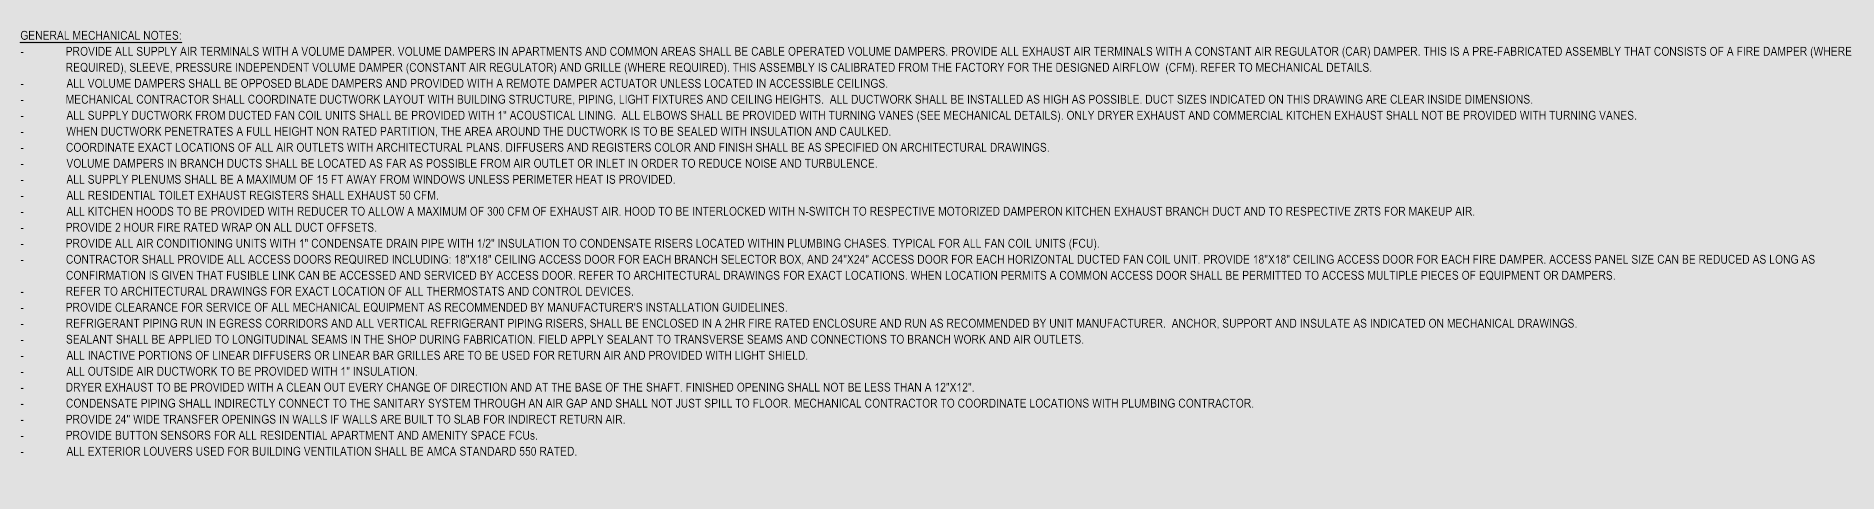 GENERAL MECHANICAL NOTES:
- PROVIDE ALL SUPPLY AIR TERMINALS WITH A VOLUME DAMPER. VOLUME DAMPERS IN APARTMENTS AND COMMON AREAS SHALL BE CABLE OPERATED VOLUME DAMPERS. PROVIDE ALL EXHAUST AIR TERMINALS WITH A CONSTANT AIR REGULATOR (CAR) DAMPER. THIS IS A PRE-FABRICATED ASSEMBLY THAT CONSISTS OF A FIRE DAMPER (WHERE
REQUIRED), SLEEVE, PRESSURE INDEPENDENT VOLUME DAMPER (CONSTANT AIR REGULATOR) AND GRILLE (WHERE REQUIRED). THIS ASSEMBLY IS CALIBRATED FROM THE FACTORY FOR THE DESIGNED AIRFLOW (CFM). REFER TO MECHANICAL DETAILS.
- ALL VOLUME DAMPERS SHALL BE OPPOSED BLADE DAMPERS AND PROVIDED WITH A REMOTE DAMPER ACTUATOR UNLESS LOCATED IN ACCESSIBLE CEILINGS.
- MECHANICAL CONTRACTOR SHALL COORDINATE DUCTWORK LAYOUT WITH BUILDING STRUCTURE, PIPING, LIGHT FIXTURES AND CEILING HEIGHTS. ALL DUCTWORK SHALL BE INSTALLED AS HIGH AS POSSIBLE. DUCT SIZES INDICATED ON THIS DRAWING ARE CLEAR INSIDE DIMENSIONS.
- ALL SUPPLY DUCTWORK FROM DUCTED FAN COIL UNITS SHALL BE PROVIDED WITH 1" ACOUSTICAL LINING. ALL ELBOWS SHALL BE PROVIDED WITH TURNING VANES (SEE MECHANICAL DETAILS). ONLY DRYER EXHAUST AND COMMERCIAL KITCHEN EXHAUST SHALL NOT BE PROVIDED WITH TURNING VANES.
- WHEN DUCTWORK PENETRATES A FULL HEIGHT NON RATED PARTITION, THE AREA AROUND THE DUCTWORK IS TO BE SEALED WITH INSULATION AND CAULKED.
- COORDINATE EXACT LOCATIONS OF ALL AIR OUTLETS WITH ARCHITECTURAL PLANS. DIFFUSERS AND REGISTERS COLOR AND FINISH SHALL BE AS SPECIFIED ON ARCHITECTURAL DRAWINGS.
- VOLUME DAMPERS IN BRANCH DUCTS SHALL BE LOCATED AS FAR AS POSSIBLE FROM AIR OUTLET OR INLET IN ORDER TO REDUCE NOISE AND TURBULENCE.
- ALL SUPPLY PLENUMS SHALL BE A MAXIMUM OF 15 FT AWAY FROM WINDOWS UNLESS PERIMETER HEAT IS PROVIDED.
- ALL RESIDENTIAL TOILET EXHAUST REGISTERS SHALL EXHAUST 50 CFM.
- ALL KITCHEN HOODS TO BE PROVIDED WITH REDUCER TO ALLOW A MAXIMUM OF 300 CFM OF EXHAUST AIR. HOOD TO BE INTERLOCKED WITH N-SWITCH TO RESPECTIVE MOTORIZED DAMPERON KITCHEN EXHAUST BRANCH DUCT AND TO RESPECTIVE ZRTS FOR MAKEUP AIR.
- PROVIDE 2 HOUR FIRE RATED WRAP ON ALL DUCT OFFSETS.
- PROVIDE ALL AIR CONDITIONING UNITS WITH 1" CONDENSATE DRAIN PIPE WITH 1/2" INSULATION TO CONDENSATE RISERS LOCATED WITHIN PLUMBING CHASES. TYPICAL FOR ALL FAN COIL UNITS (FCU).
- CONTRACTOR SHALL PROVIDE ALL ACCESS DOORS REQUIRED INCLUDING: 18"X18" CEILING ACCESS DOOR FOR EACH BRANCH SELECTOR BOX, AND 24"X24" ACCESS DOOR FOR EACH HORIZONTAL DUCTED FAN COIL UNIT. PROVIDE 18"X18" CEILING ACCESS DOOR FOR EACH FIRE DAMPER. ACCESS PANEL SIZE CAN BE REDUCED AS LONG AS
CONFIRMATION IS GIVEN THAT FUSIBLE LINK CAN BE ACCESSED AND SERVICED BY ACCESS DOOR. REFER TO ARCHITECTURAL DRAWINGS FOR EXACT LOCATIONS. WHEN LOCATION PERMITS A COMMON ACCESS DOOR SHALL BE PERMITTED TO ACCESS MULTIPLE PIECES OF EQUIPMENT OR DAMPERS.
- REFER TO ARCHITECTURAL DRAWINGS FOR EXACT LOCATION OF ALL THERMOSTATS AND CONTROL DEVICES.
- PROVIDE CLEARANCE FOR SERVICE OF ALL MECHANICAL EQUIPMENT AS RECOMMENDED BY MANUFACTURER'S INSTALLATION GUIDELINES.
- REFRIGERANT PIPING RUN IN EGRESS CORRIDORS AND ALL VERTICAL REFRIGERANT PIPING RISERS, SHALL BE ENCLOSED IN A 2HR FIRE RATED ENCLOSURE AND RUN AS RECOMMENDED BY UNIT MANUFACTURER. ANCHOR, SUPPORT AND INSULATE AS INDICATED ON MECHANICAL DRAWINGS.
- SEALANT SHALL BE APPLIED TO LONGITUDINAL SEAMS IN THE SHOP DURING FABRICATION. FIELD APPLY SEALANT TO TRANSVERSE SEAMS AND CONNECTIONS TO BRANCH WORK AND AIR OUTLETS.
- ALL INACTIVE PORTIONS OF LINEAR DIFFUSERS OR LINEAR BAR GRILLES ARE TO BE USED FOR RETURN AIR AND PROVIDED WITH LIGHT SHIELD.
- ALL OUTSIDE AIR DUCTWORK TO BE PROVIDED WITH 1" INSULATION.
- DRYER EXHAUST TO BE PROVIDED WITH A CLEAN OUT EVERY CHANGE OF DIRECTION AND AT THE BASE OF THE SHAFT. FINISHED OPENING SHALL NOT BE LESS THAN A 12"X12".
- CONDENSATE PIPING SHALL INDIRECTLY CONNECT TO THE SANITARY SYSTEM THROUGH AN AIR GAP AND SHALL NOT JUST SPILL TO FLOOR. MECHANICAL CONTRACTOR TO COORDINATE LOCATIONS WITH PLUMBING CONTRACTOR.
- PROVIDE 24" WIDE TRANSFER OPENINGS IN WALLS IF WALLS ARE BUILT TO SLAB FOR INDIRECT RETURN AIR.
- PROVIDE BUTTON SENSORS FOR ALL RESIDENTIAL APARTMENT AND AMENITY SPACE FCUs.
- ALL EXTERIOR LOUVERS USED FOR BUILDING VENTILATION SHALL BE AMCA STANDARD 550 RATED.